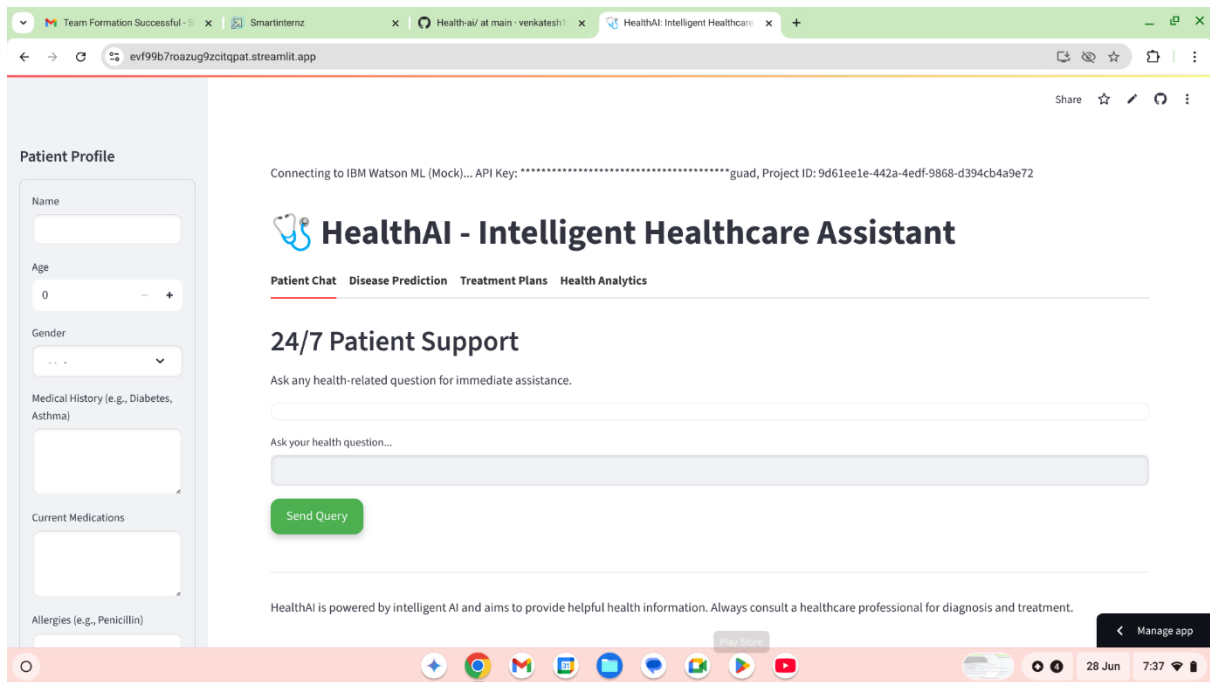 Team Formation Successful - S
Smartinternz
Health-ai/ at main · venkatesh1
HealthAI: Intelligent Healthcare
evf99b7roazug9zcitqpat.streamlit.app
Share
Patient Profile
Name
Age
0
Gender
Medical History (e.g., Diabetes,
Asthma)
Current Medications
Allergies (e.g., Penicillin)
Connecting to IBM Watson ML (Mock)... API Key: ****************************************guad, Project ID: 9d61ee1e-442a-4edf-9868-d394cb4a9e72
HealthAI - Intelligent Healthcare Assistant
Patient Chat Disease Prediction Treatment Plans Health Analytics
24/7 Patient Support
Ask any health-related question for immediate assistance.
Ask your health question...
Send Query
HealthAI is powered by intelligent AI and aims to provide helpful health information. Always consult a healthcare professional for diagnosis and treatment.
Manage app
Play Store
28 Jun 7:37